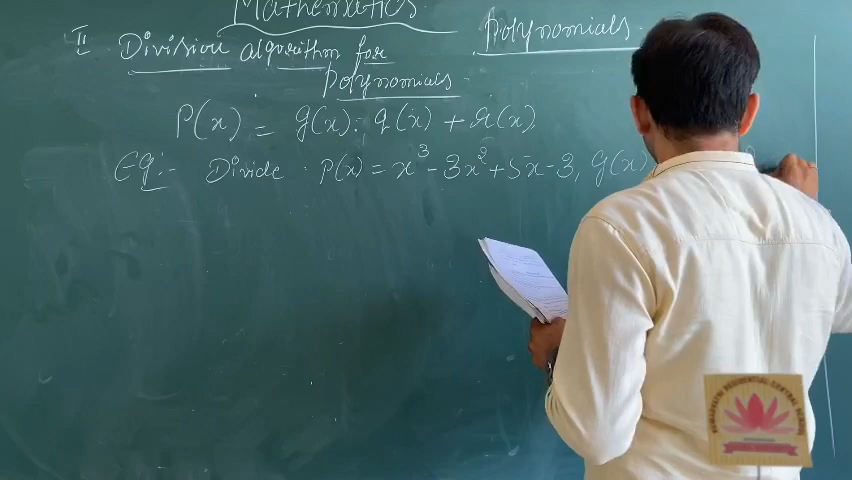 Mathematics.
II Division algorithm for polynomials.
polynomials.
P(x) = g(x). q(x) + r(x).
Eg:- Divide. P(x) = x³ - 3x² + 5x - 3, g(x)